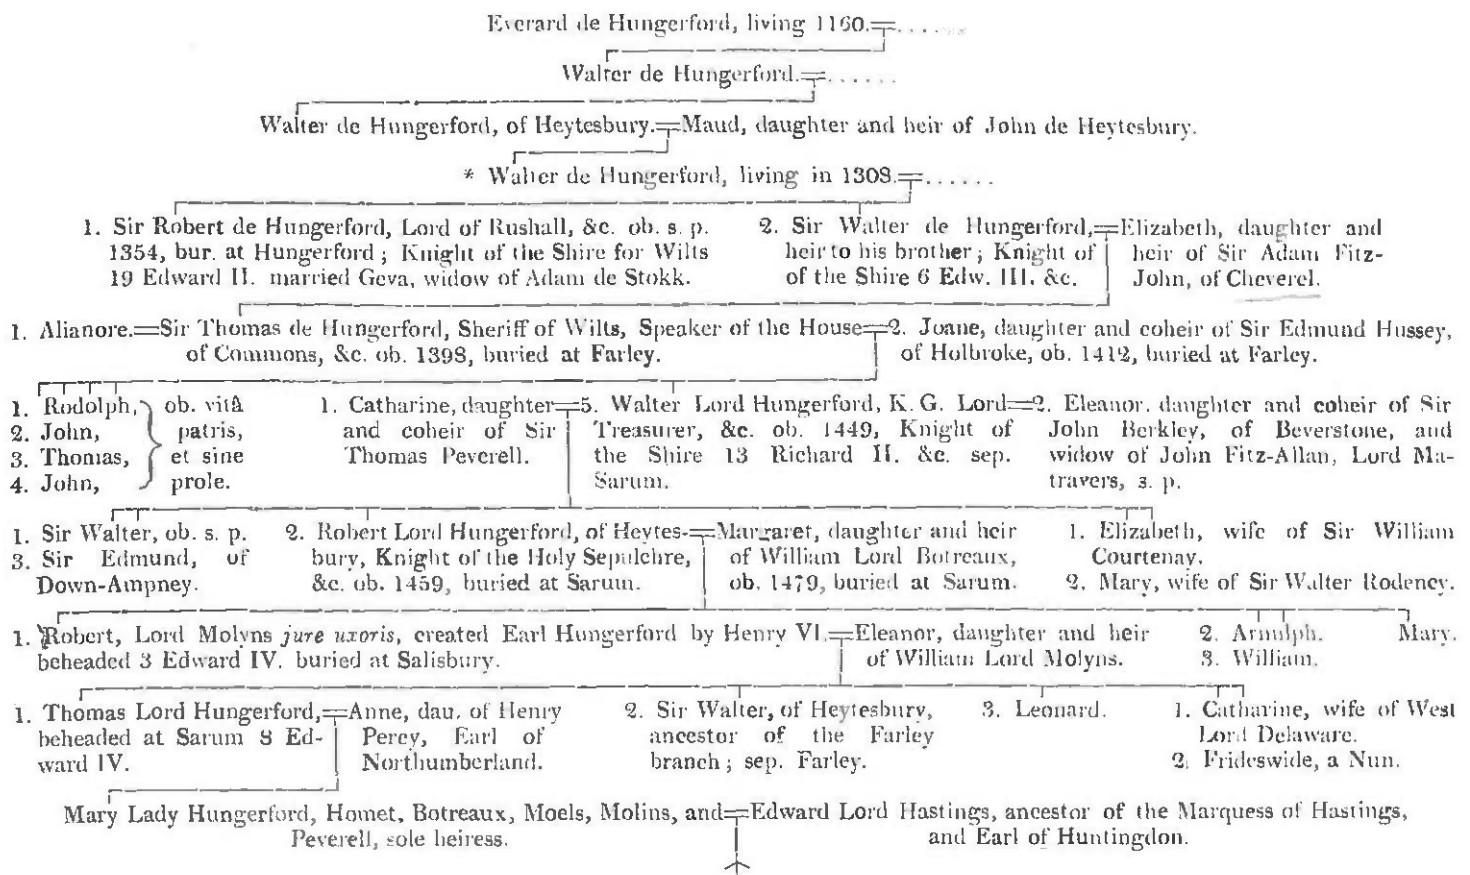 Everard de Hungerford, living 1160.=......
Walter de Hungerford.=......
Walter de Hungerford, of Heytesbury.=Maud, daughter and heir of John de Heytesbury.
* Walter de Hungerford, living in 1308.=......
1. Sir Robert de Hungerford, Lord of Rushall, &c. ob. s. p.
1354, bur. at Hungerford; Knight of the Shire for Wilts
19 Edward II. married Geva, widow of Adam de Stokk.
2. Sir Walter de Hungerford,=Elizabeth, daughter and
heir to his brother; Knight of heir of Sir Adam Fitz-
of the Shire 6 Edw. III. &c. John, of Cheverel.
1. Alianore.=Sir Thomas de Hungerford, Sheriff of Wilts, Speaker of the House=2. Joane, daughter and coheir of Sir Edmund Hussey,
of Commons, &c. ob. 1398, buried at Farley. of Holbroke, ob. 1412, buried at Farley.
1. Rodolph, ob. vitâ
2. John, patris,
3. Thomas, et sine
4. John, prole.
1. Catharine, daughter=5. Walter Lord Hungerford, K. G. Lord=2. Eleanor, daughter and coheir of Sir
and coheir of Sir Treasurer, &c. ob. 1449, Knight of John Berkley, of Beverstone, and
Thomas Peverell. the Shire 13 Richard II. &c. sep. widow of John Fitz-Allan, Lord Ma-
Sarum. travers, s. p.
1. Sir Walter, ob. s. p.
3. Sir Edmund, of
Down-Ampney.
2. Robert Lord Hungerford, of Heytes-=Margaret, daughter and heir
bury, Knight of the Holy Sepulchre, of William Lord Botreaux,
&c. ob. 1459, buried at Sarum. ob. 1479, buried at Sarum.
1. Elizabeth, wife of Sir William
Courtenay.
2. Mary, wife of Sir Walter Rodeney.
1. Robert, Lord Molyns jure uxoris, created Earl Hungerford by Henry VI.=Eleanor, daughter and heir
beheaded 3 Edward IV. buried at Salisbury. of William Lord Molyns.
2. Arnulph. Mary.
3. William.
1. Thomas Lord Hungerford,=Anne, dau. of Henry
beheaded at Sarum 8 Ed- Percy, Earl of
ward IV. Northumberland.
2. Sir Walter, of Heytesbury,
ancestor of the Farley
branch; sep. Farley.
3. Leonard.
1. Catharine, wife of West
Lord Delaware.
2. Frideswide, a Nun.
Mary Lady Hungerford, Homet, Botreaux, Moels, Molins, and=Edward Lord Hastings, ancestor of the Marquess of Hastings,
Peverell, sole heiress. and Earl of Huntingdon.